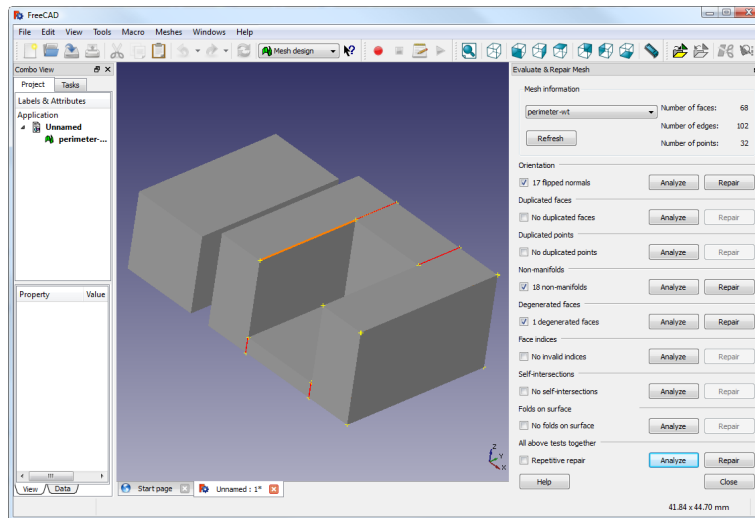 FreeCAD
File Edit View Tools Macro Meshes Windows Help
Mesh design
Combo View
Project Tasks
Labels & Attributes
Application
Unnamed
perimeter-...
Property Value
View Data
Z
Y
X
Start page
Unnamed : 1*
Evaluate & Repair Mesh
Mesh information
perimeter-wt
Refresh
Number of faces: 68
Number of edges: 102
Number of points: 32
Orientation
17 flipped normals Analyze Repair
Duplicated faces
No duplicated faces Analyze Repair
Duplicated points
No duplicated points Analyze Repair
Non-manifolds
18 non-manifolds Analyze Repair
Degenerated faces
1 degenerated faces Analyze Repair
Face indices
No invalid indices Analyze Repair
Self-intersections
No self-intersections Analyze Repair
Folds on surface
No folds on surface Analyze Repair
All above tests together
Repetitive repair Analyze Repair
Help Close
41.84 x 44.70 mm